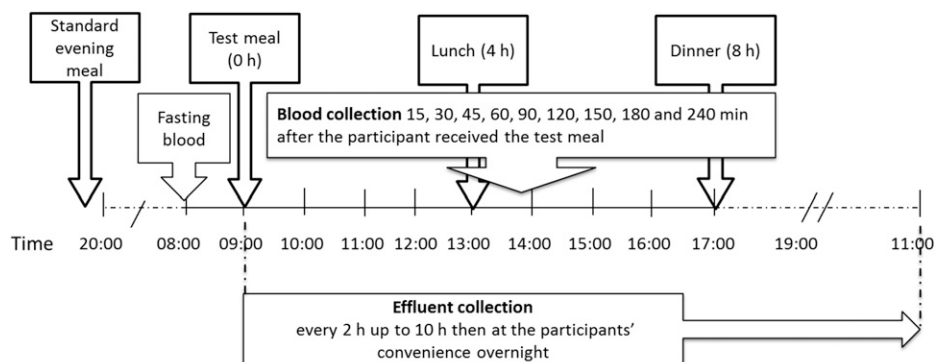 Standard
evening
meal
Test meal
(0 h)
Lunch (4 h)
Dinner (8 h)
Fasting
blood
Blood collection 15, 30, 45, 60, 90, 120, 150, 180 and 240 min
after the participant received the test meal
Time 20:00 08:00 09:00 10:00 11:00 12:00 13:00 14:00 15:00 16:00 17:00 19:00 11:00
Effluent collection
every 2 h up to 10 h then at the participants'
convenience overnight